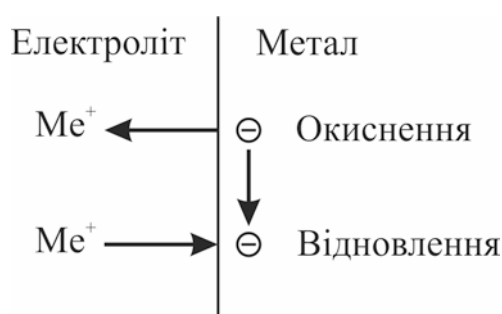 Електроліт Метал
Me⁺ ⊖ Окиснення
Me⁺ ⊖ Відновлення